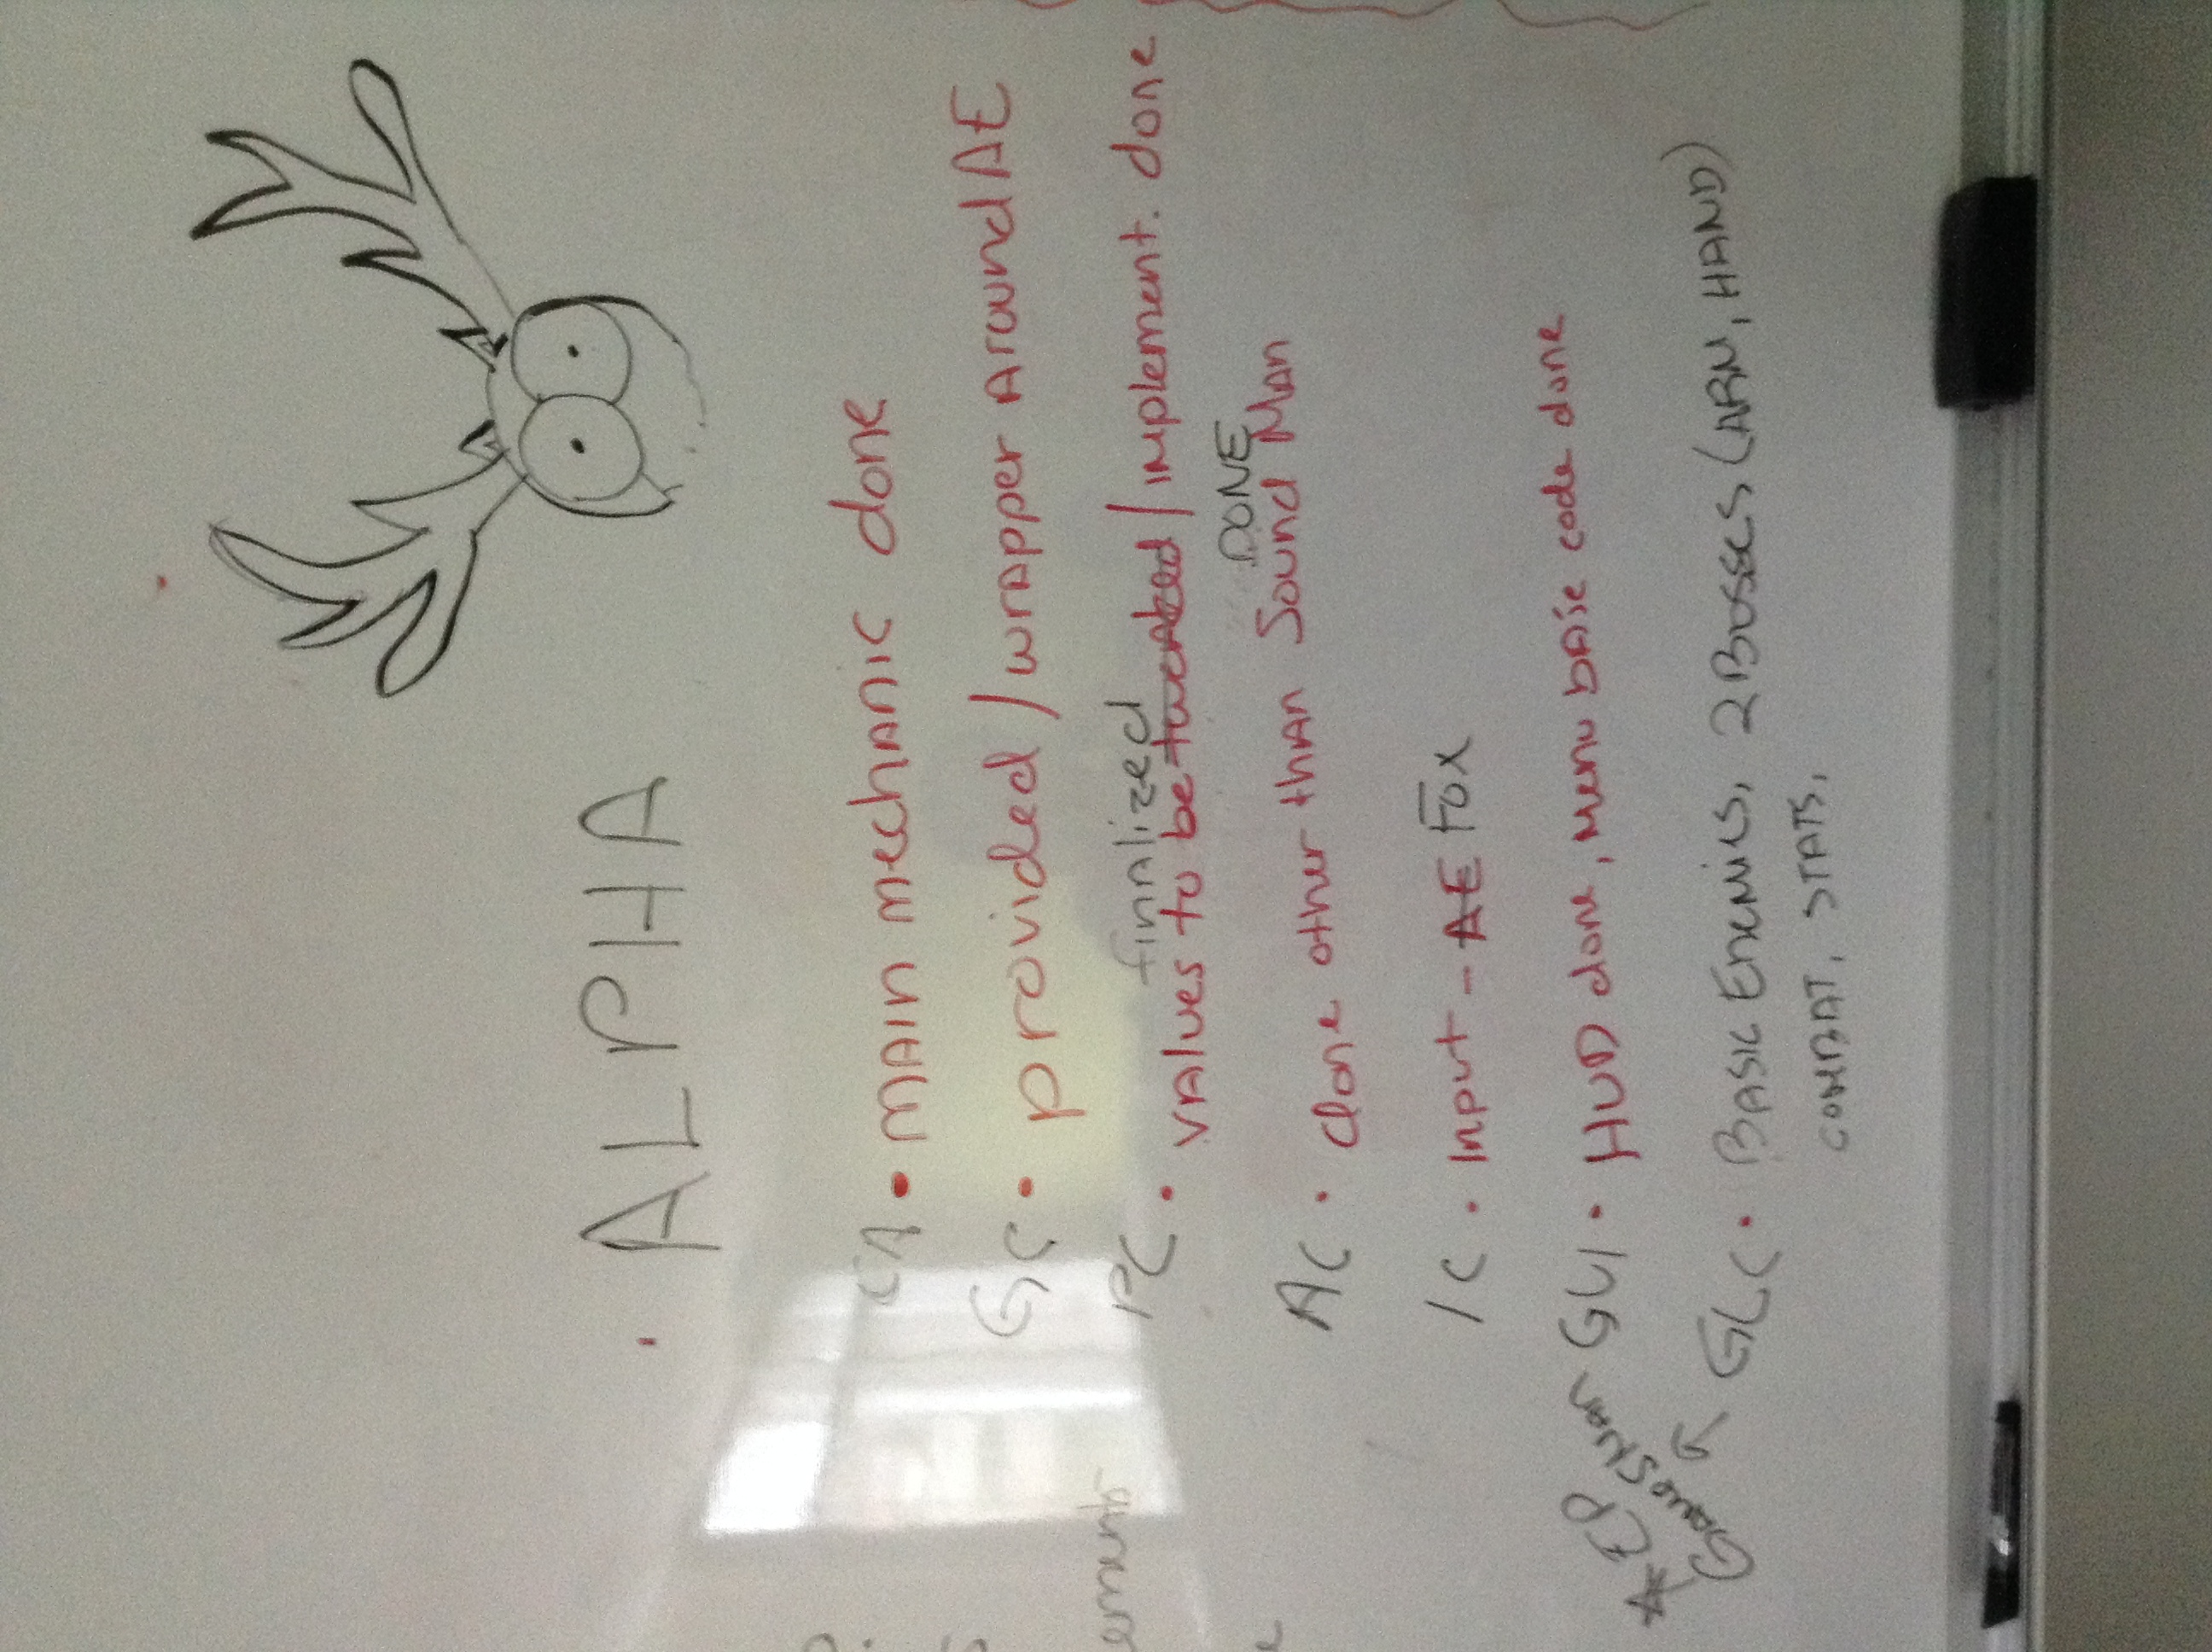 ALPHA
CA • MAIN mechanic done
GC • provided / wrapper Around AE
finalized
PC • VAlues to be tweaked / implement. done
DONE
AC • done other than Sound Man
IC • Input - AE Fox
GUI • HUD done, Menu bAse code done
* EP
GameSMan
GLC • BASIC ENEMIES, 2 BOSSES (ARM, HAND)
COMBAT, STATS,